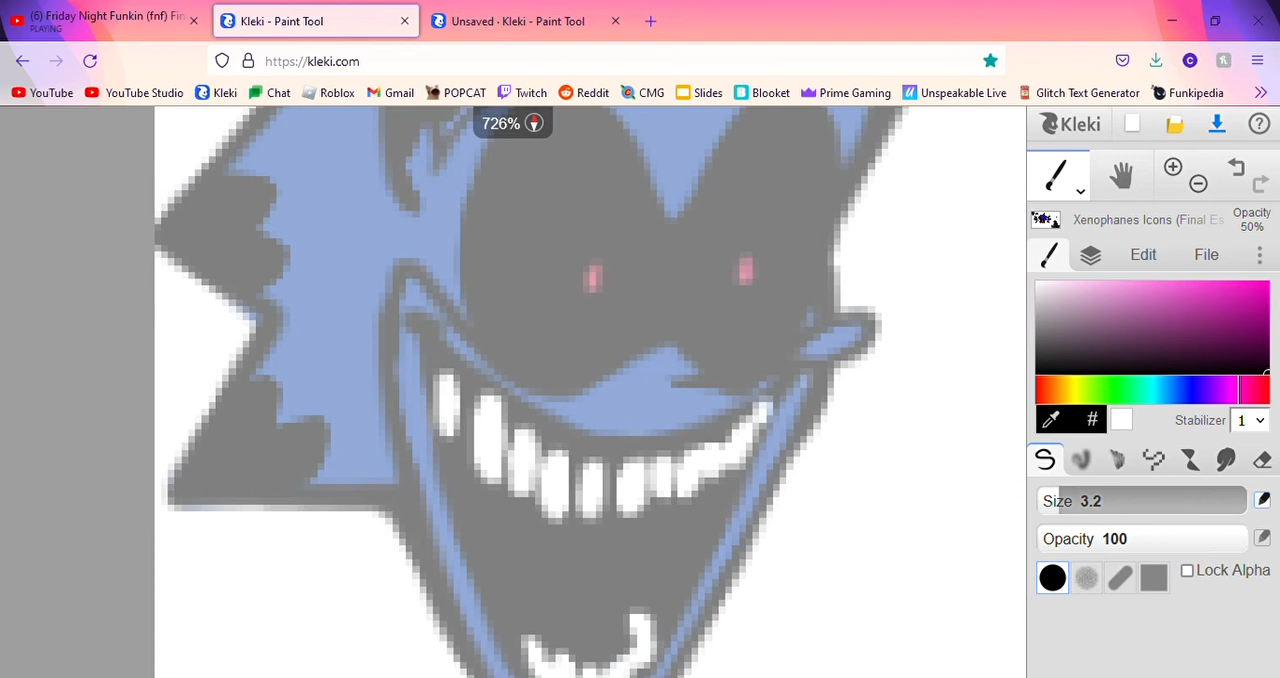 (6) Friday Night Funkin (fnf) Fin
PLAYING
Kleki - Paint Tool
Unsaved · Kleki - Paint Tool
https://kleki.com
YouTube YouTube Studio Kleki Chat Roblox Gmail POPCAT Twitch Reddit CMG Slides Blooket Prime Gaming Unspeakable Live Glitch Text Generator Funkipedia
726%
Kleki
Xenophanes Icons (Final Es
Opacity
50%
Edit File
#
Stabilizer 1
Size 3.2
Opacity 100
Lock Alpha